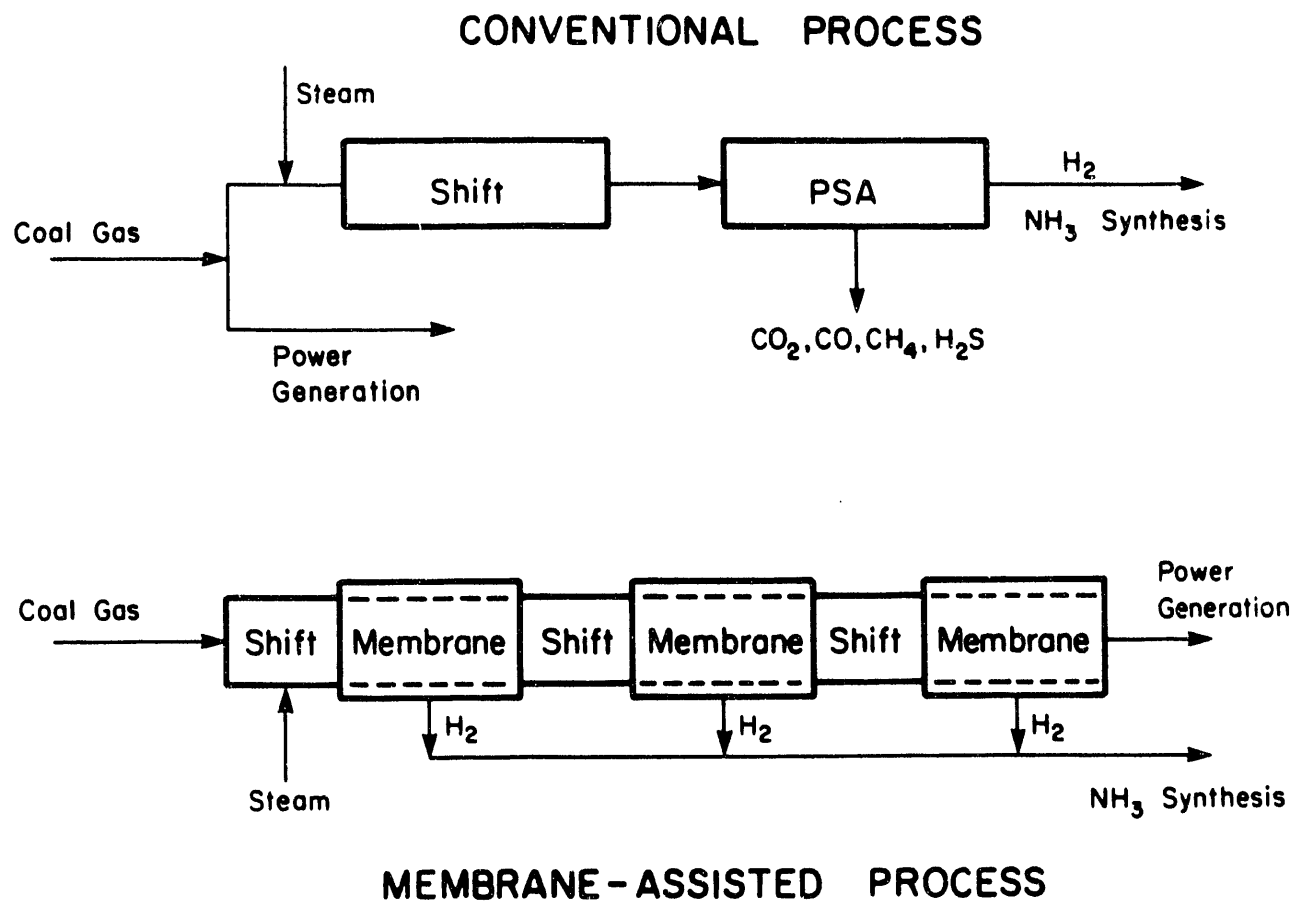 CONVENTIONAL PROCESS
Steam
Shift
PSA
H₂
NH₃ Synthesis
Coal Gas
Power
Generation
CO₂,CO,CH₄,H₂S
Power
Generation
Coal Gas
Shift Membrane Shift Membrane Shift Membrane
H₂ H₂ H₂
Steam
NH₃ Synthesis
MEMBRANE-ASSISTED PROCESS